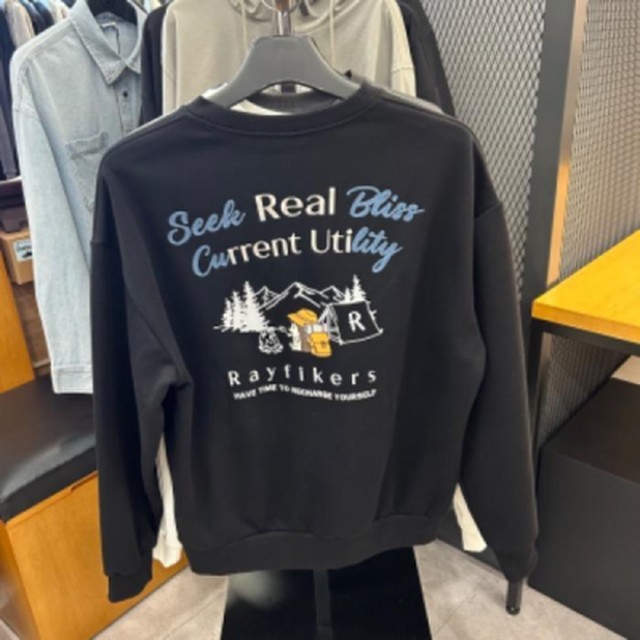 Seek Real Bliss
Current Utility
R
Rayfikers
HAVE TIME TO RECHARGE YOURSELF